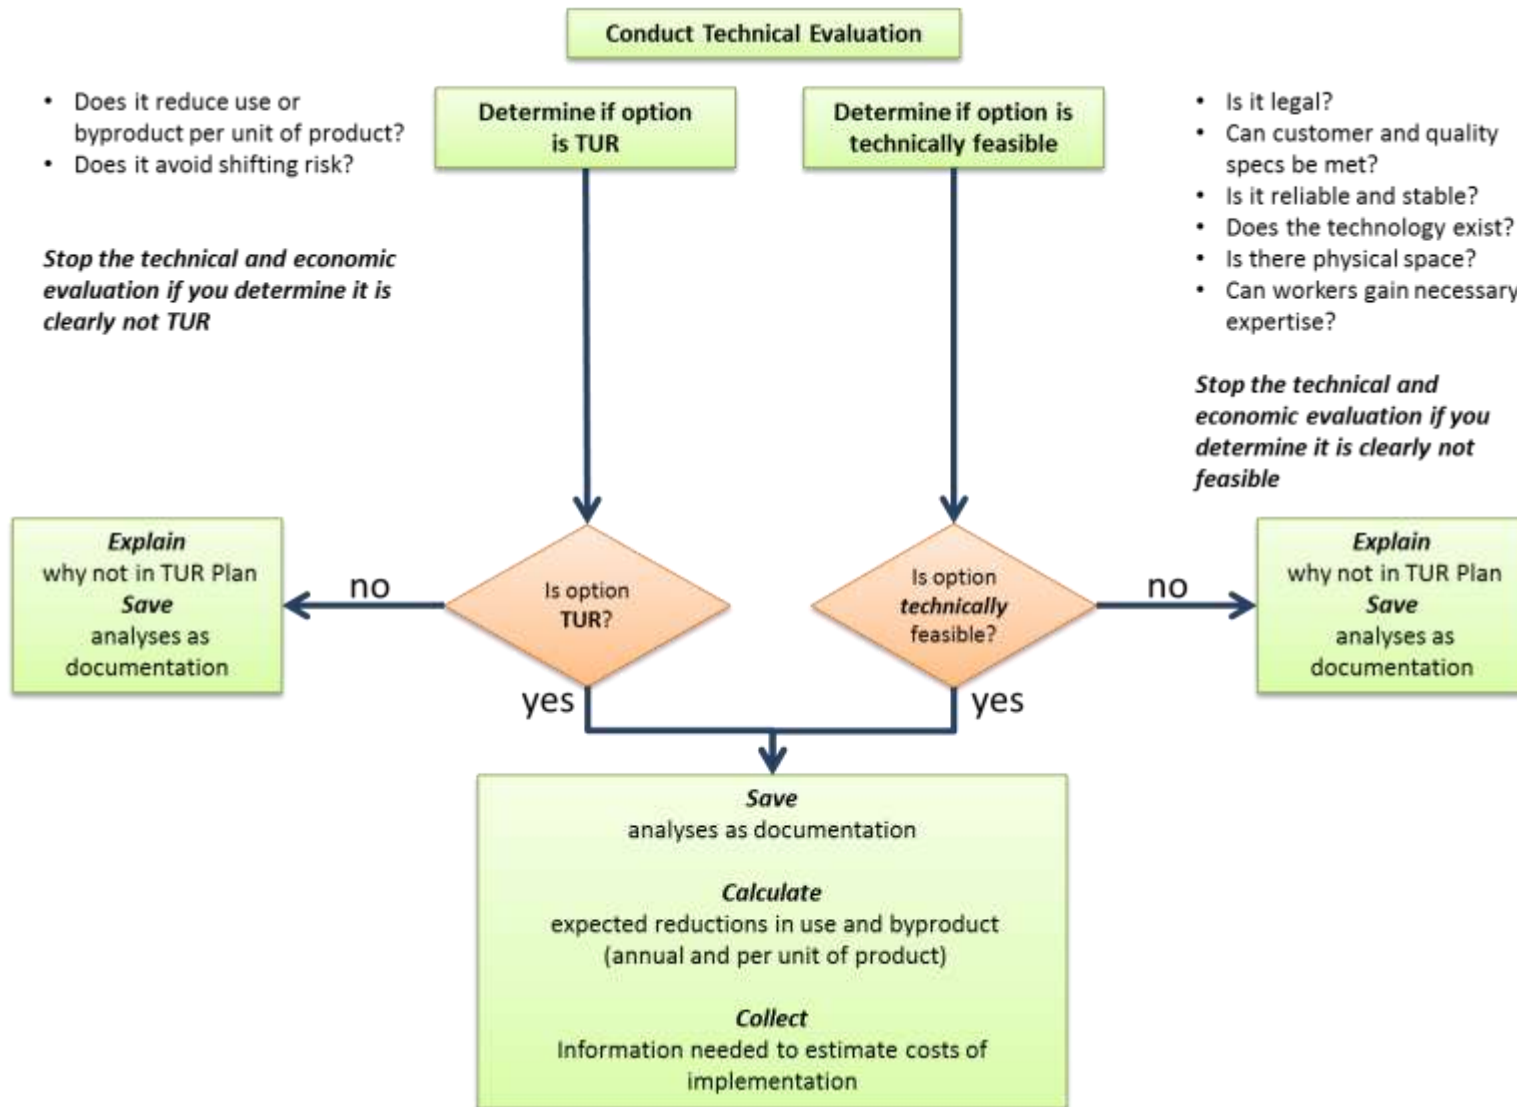 Conduct Technical Evaluation
• Does it reduce use or
byproduct per unit of product?
• Does it avoid shifting risk?
Stop the technical and economic
evaluation if you determine it is
clearly not TUR
Determine if option
is TUR
Determine if option is
technically feasible
• Is it legal?
• Can customer and quality
specs be met?
• Is it reliable and stable?
• Does the technology exist?
• Is there physical space?
• Can workers gain necessary
expertise?
Stop the technical and
economic evaluation if you
determine it is clearly not
feasible
Explain
why not in TUR Plan
Save
analyses as
documentation
no
Is option
TUR?
yes
Is option
technically
feasible?
yes
no
Explain
why not in TUR Plan
Save
analyses as
documentation
Save
analyses as documentation
Calculate
expected reductions in use and byproduct
(annual and per unit of product)
Collect
Information needed to estimate costs of
implementation